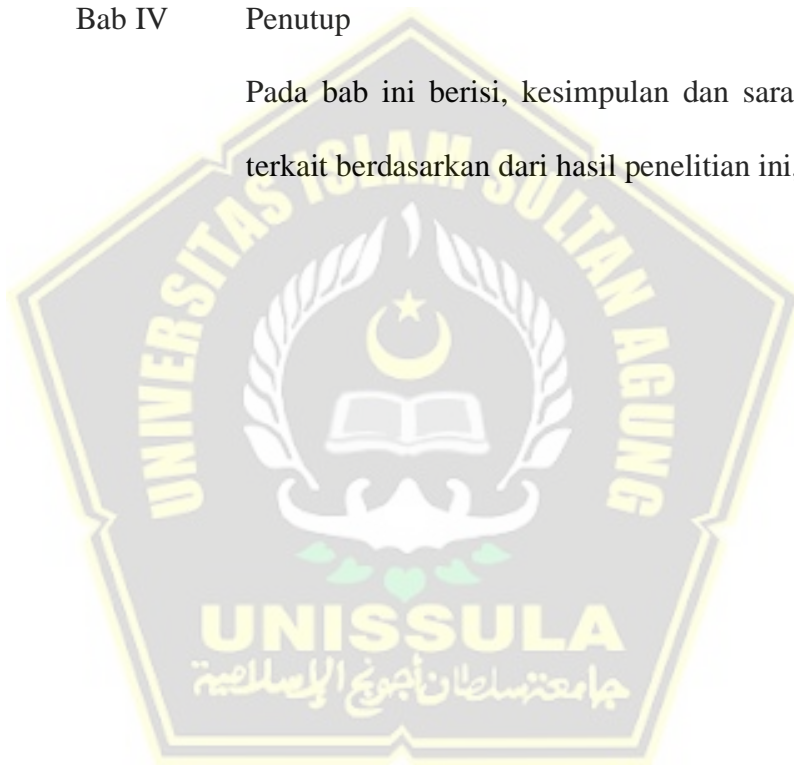 Bab IV Penutup
Pada bab ini berisi, kesimpulan dan sara
terkait berdasarkan dari hasil penelitian ini.
UNIVERSITAS ISLAM SULTAN AGUNG
UNISSULA
جامعة سلطان أجونج الإسلامية